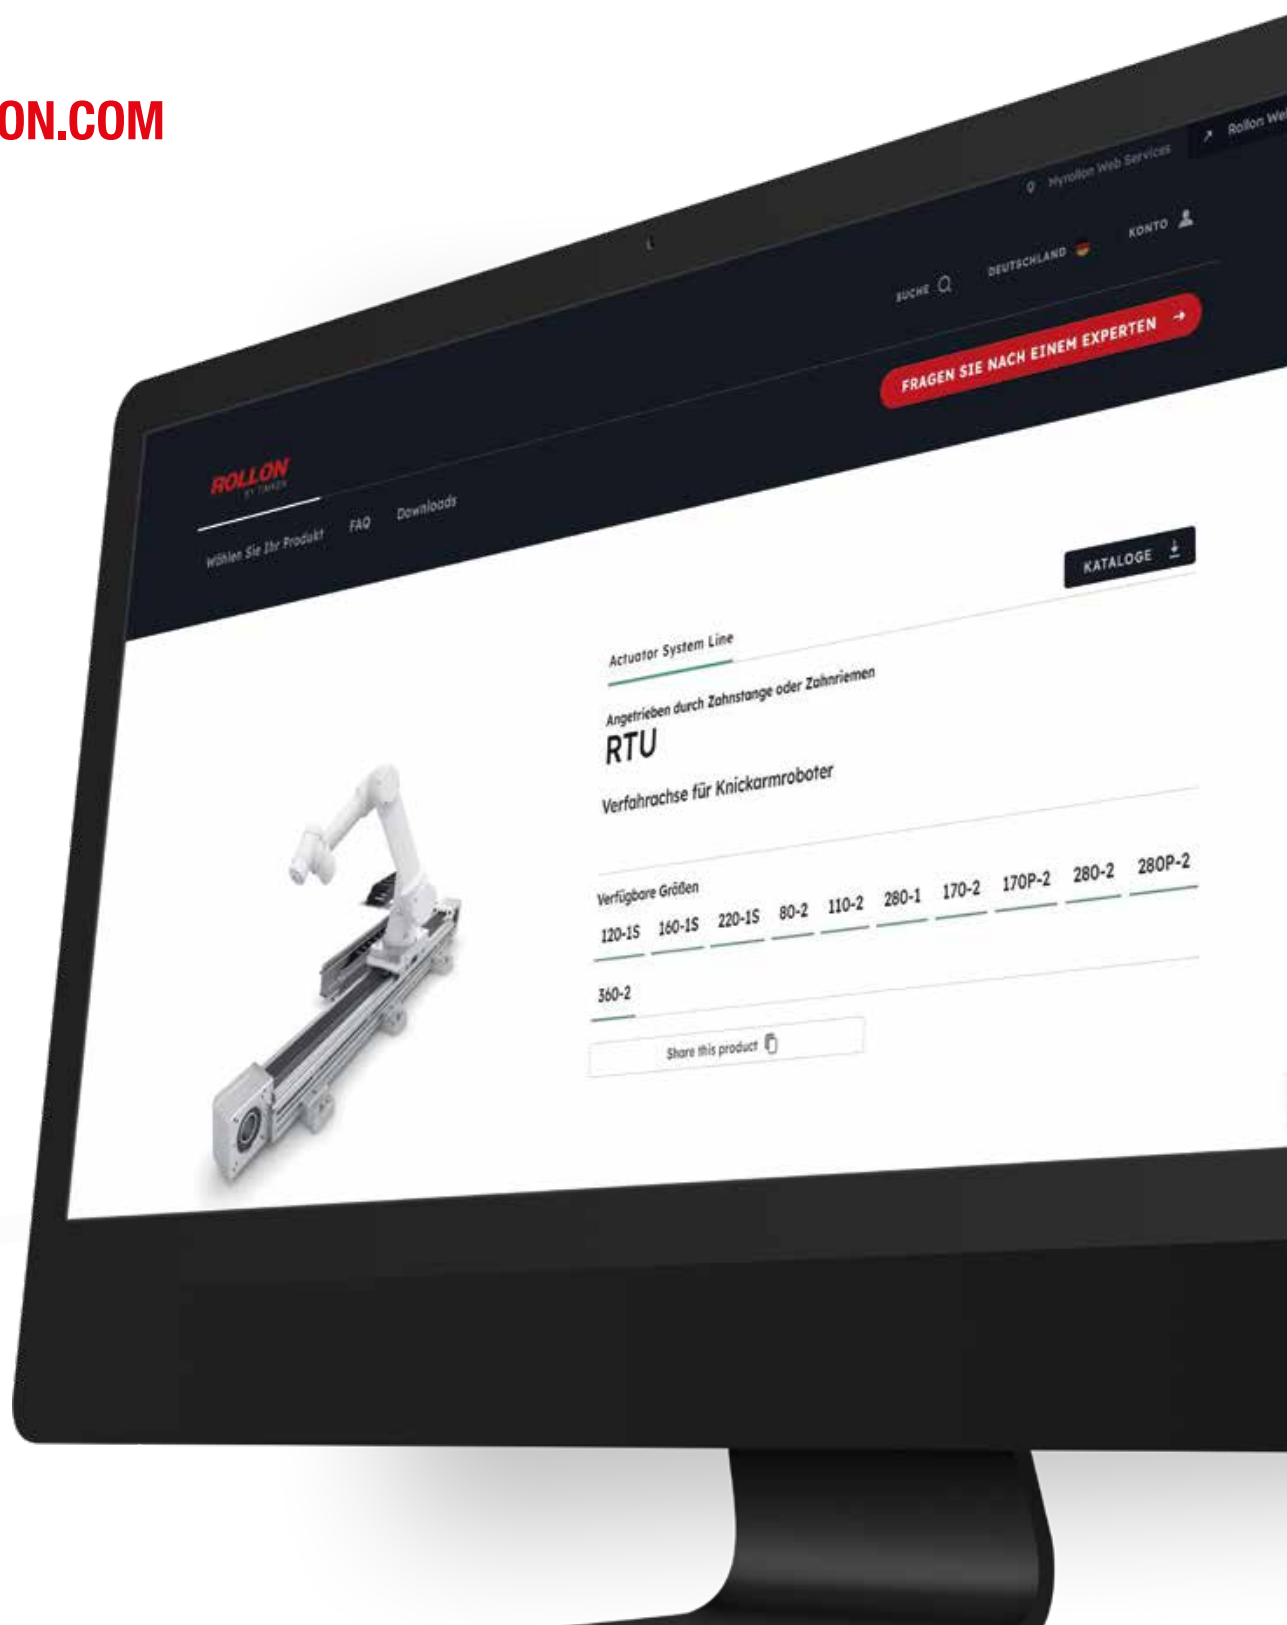 ON.COM
Myrollon Web Services
Rollon We
SUCHE
DEUTSCHLAND
KONTO
FRAGEN SIE NACH EINEM EXPERTEN
ROLLON
BY TIMKEN
Wählen Sie Ihr Produkt
FAQ
Downloads
KATALOGE
Actuator System Line
Angetrieben durch Zahnstange oder Zahnriemen
RTU
Verfahrachse für Knickarmroboter
Verfügbare Größen
120-1S 160-1S 220-1S 80-2 110-2 280-1 170-2 170P-2 280-2 280P-2
360-2
Share this product